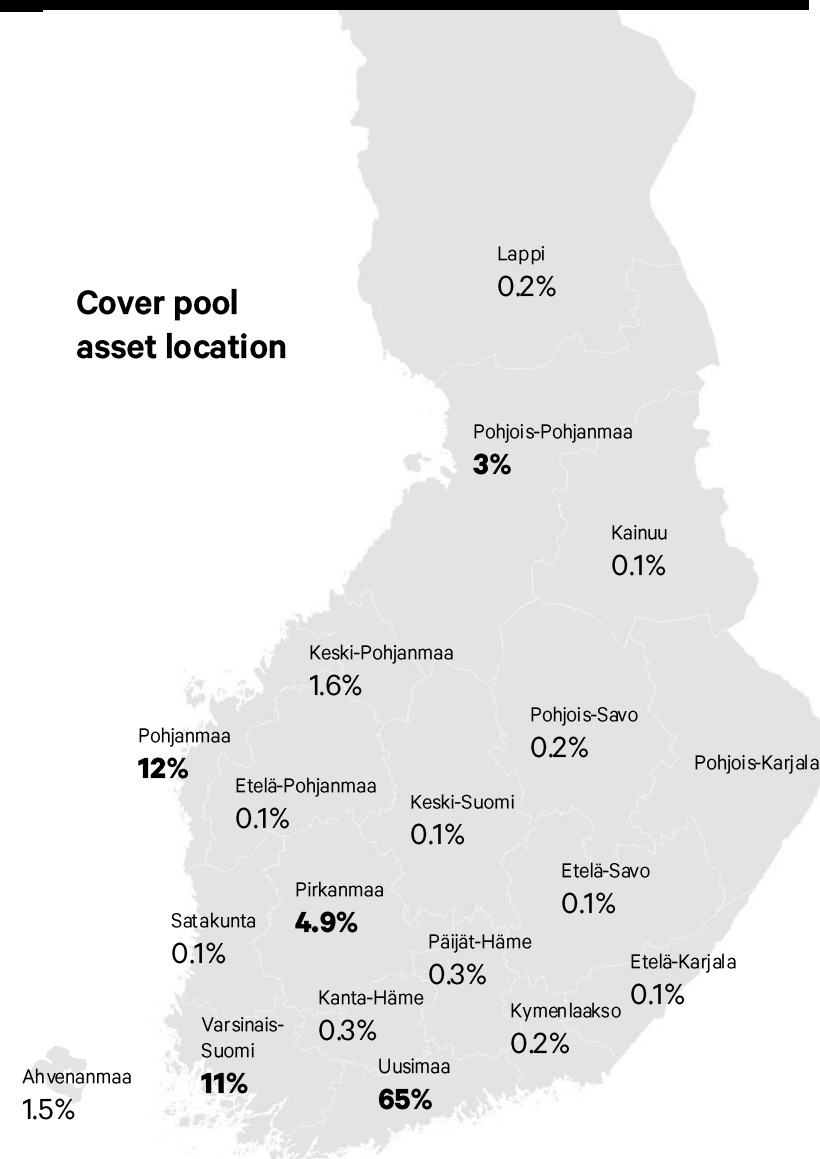 Lappi
0.2%
Cover pool
asset location
Pohjois-Pohjanmaa
3%
Kainuu
0.1%
Keski-Pohjanmaa
1.6%
Pohjois-Savo
0.2%
Pohjanmaa
12%
Pohjois-Karjala
Etelä-Pohjanmaa
0.1%
Keski-Suomi
0.1%
Etelä-Savo
0.1%
Pirkanmaa
4.9%
Satakunta
0.1%
Päijät-Häme
0.3%
Etelä-Karjala
0.1%
Kanta-Häme
0.3%
Kymenlaakso
0.2%
Varsinais-
Suomi
11%
Uusimaa
65%
Ahvenanmaa
1.5%